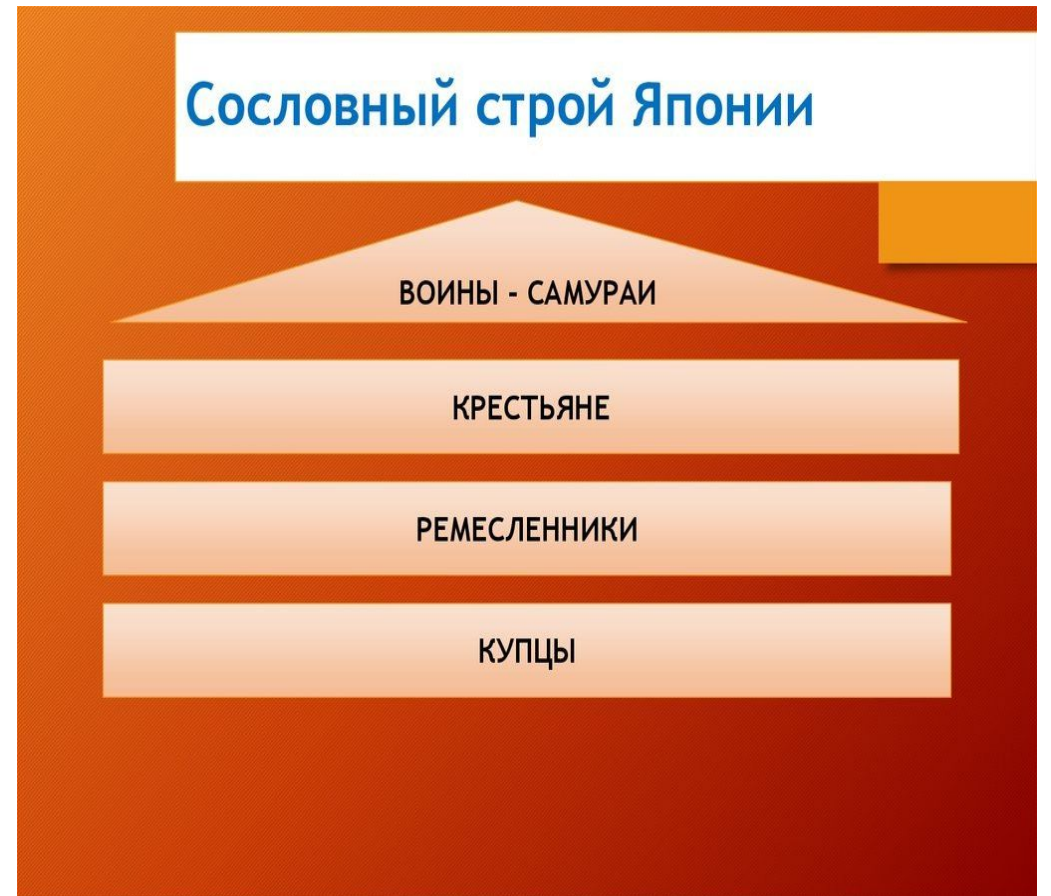 Сословный строй Японии
ВОИНЫ - САМУРАИ
КРЕСТЬЯНЕ
РЕМЕСЛЕННИКИ
КУПЦЫ